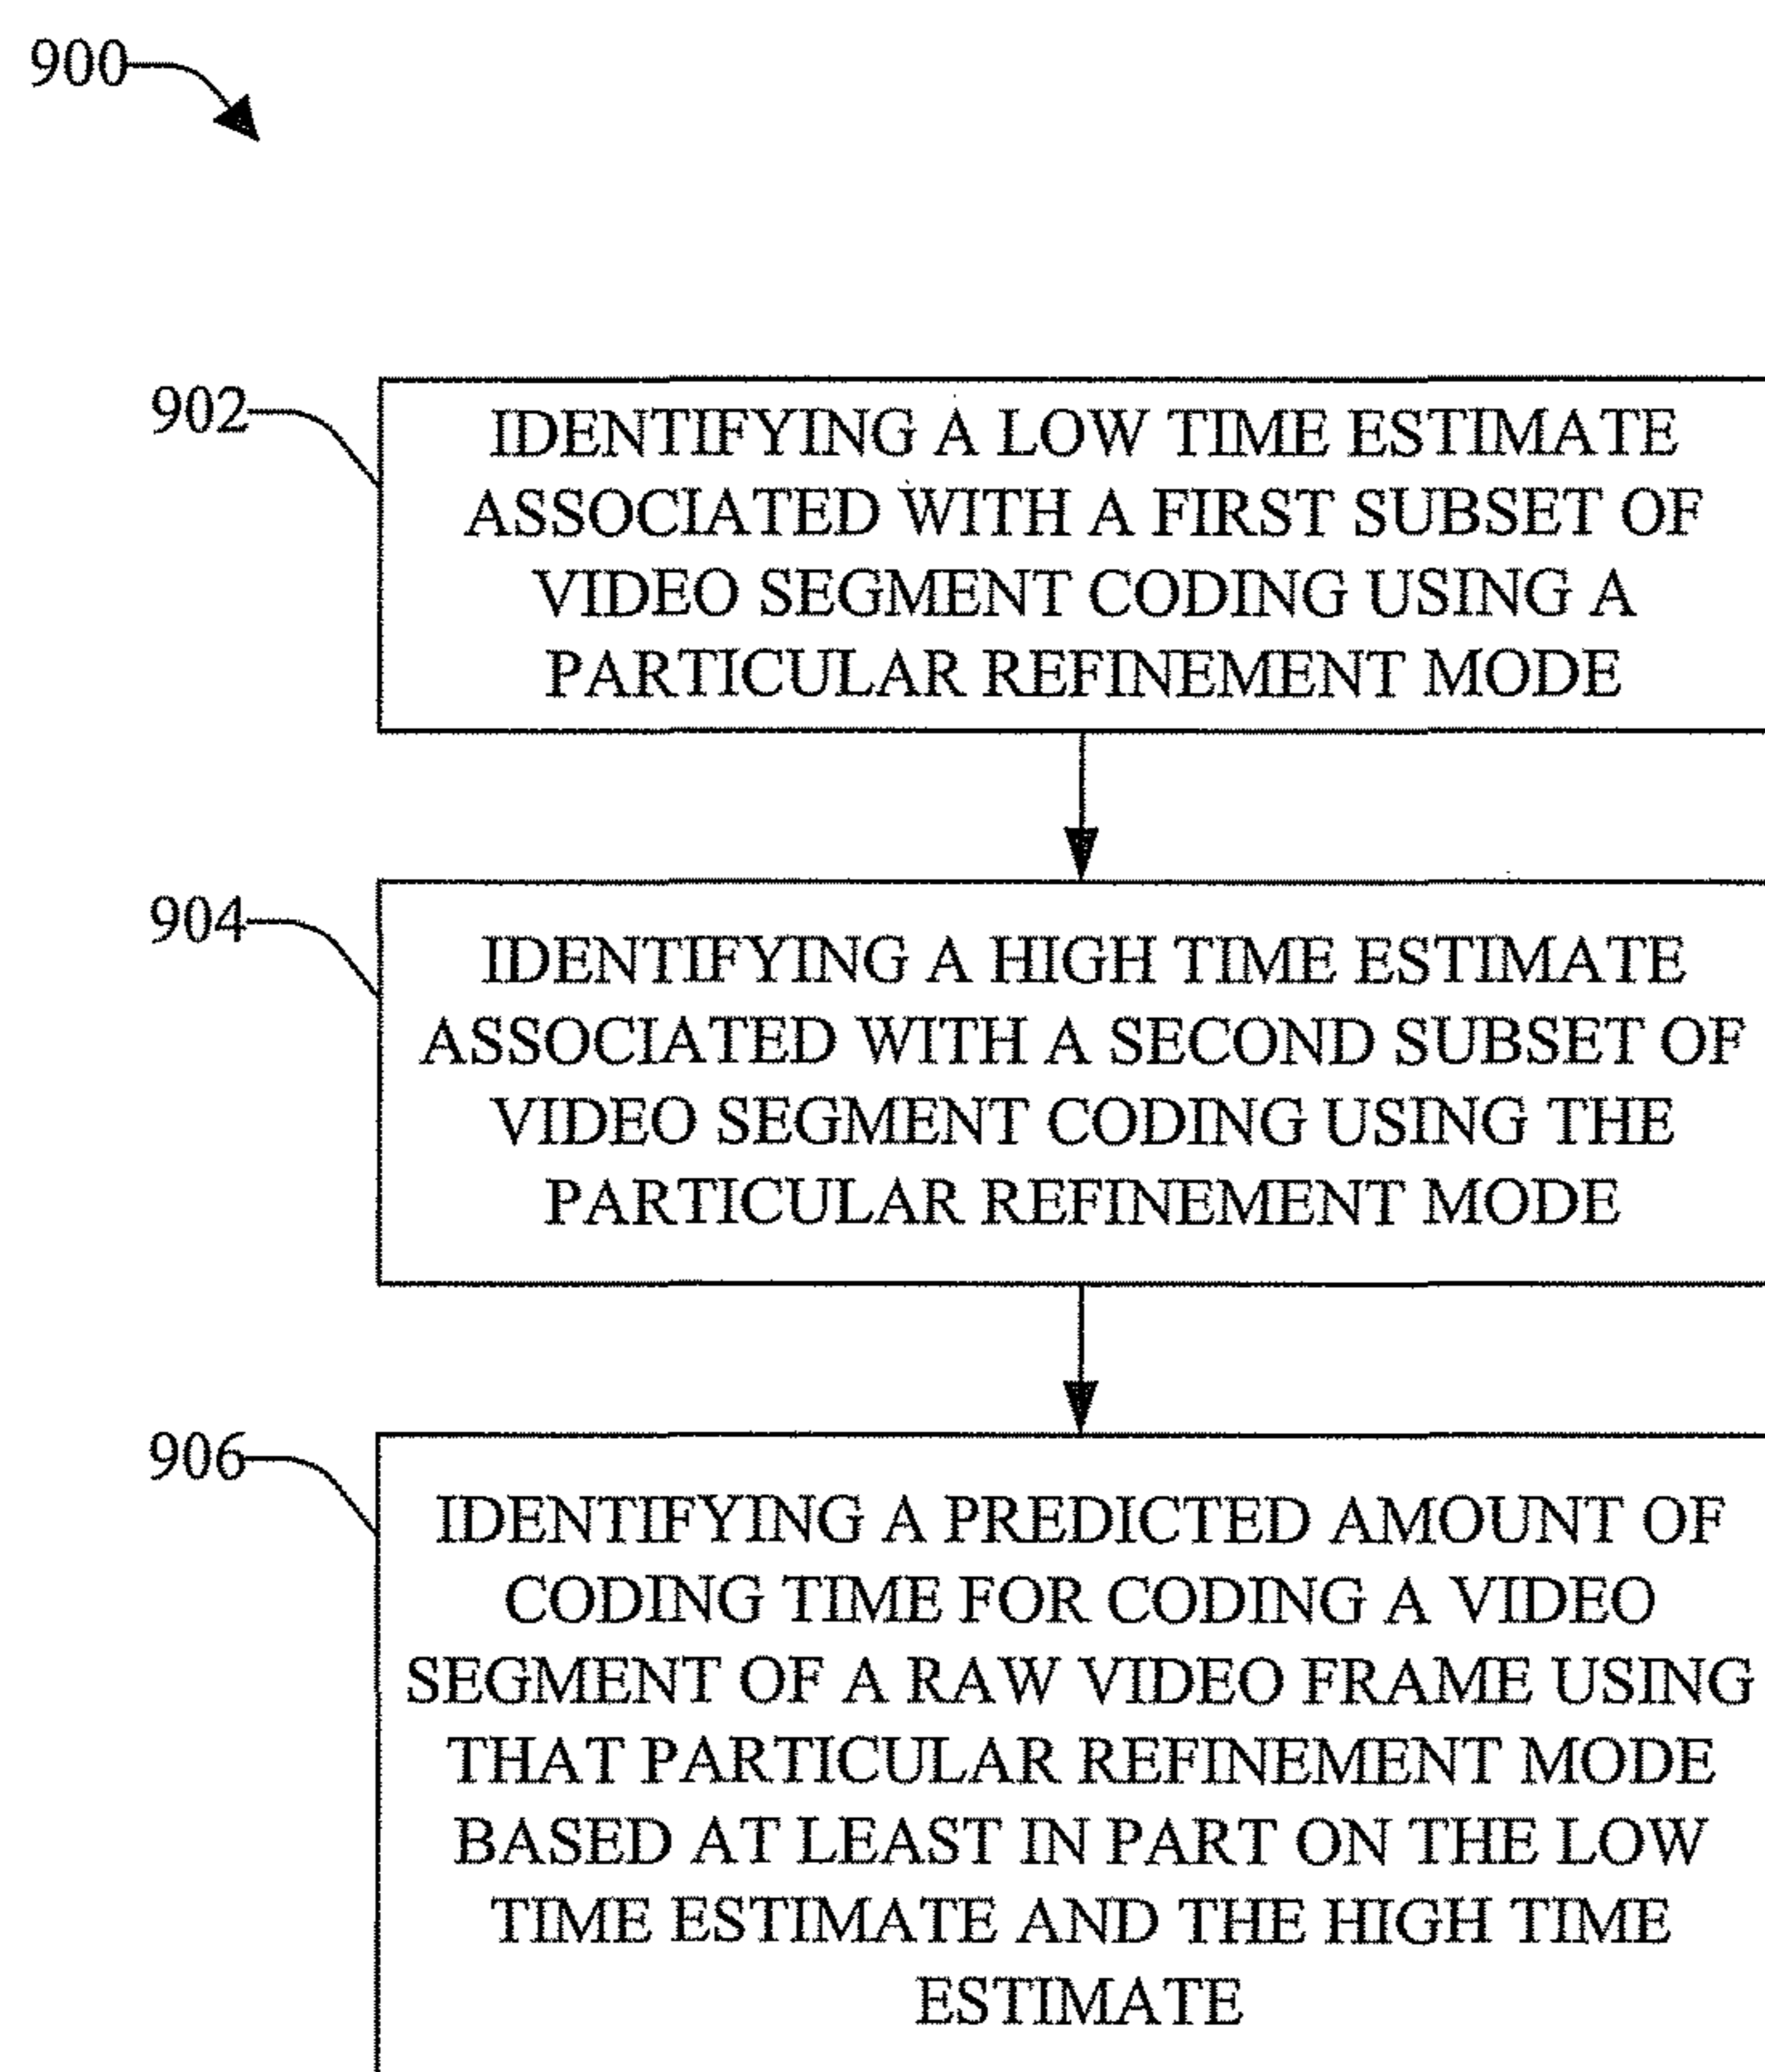 900
902
IDENTIFYING A LOW TIME ESTIMATE
ASSOCIATED WITH A FIRST SUBSET OF
VIDEO SEGMENT CODING USING A
PARTICULAR REFINEMENT MODE
904
IDENTIFYING A HIGH TIME ESTIMATE
ASSOCIATED WITH A SECOND SUBSET OF
VIDEO SEGMENT CODING USING THE
PARTICULAR REFINEMENT MODE
906
IDENTIFYING A PREDICTED AMOUNT OF
CODING TIME FOR CODING A VIDEO
SEGMENT OF A RAW VIDEO FRAME USING
THAT PARTICULAR REFINEMENT MODE
BASED AT LEAST IN PART ON THE LOW
TIME ESTIMATE AND THE HIGH TIME
ESTIMATE